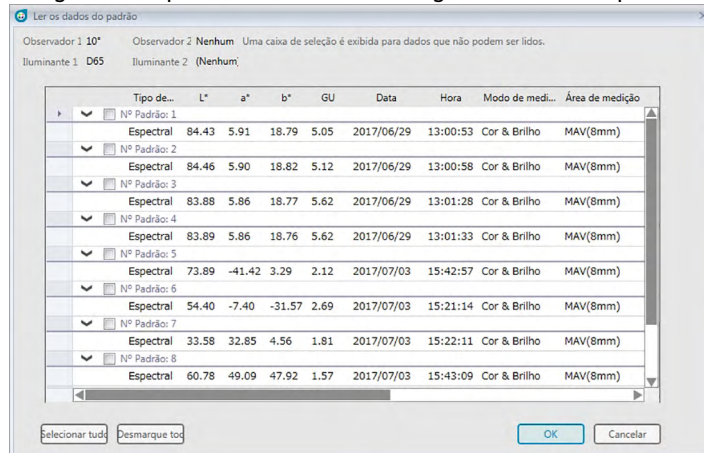 Ler os dados do padrão
Observador 1 10° Observador 2 Nenhum Uma caixa de seleção é exibida para dados que não podem ser lidos.
Iluminante 1 D65 Iluminante 2 (Nenhum
Tipo de... L* a* b* GU Data Hora Modo de medi... Área de medição
Nº Padrão: 1
Espectral 84.43 5.91 18.79 5.05 2017/06/29 13:00:53 Cor & Brilho MAV(8mm)
Nº Padrão: 2
Espectral 84.46 5.90 18.82 5.12 2017/06/29 13:00:58 Cor & Brilho MAV(8mm)
Nº Padrão: 3
Espectral 83.88 5.86 18.77 5.62 2017/06/29 13:01:28 Cor & Brilho MAV(8mm)
Nº Padrão: 4
Espectral 83.89 5.86 18.76 5.62 2017/06/29 13:01:33 Cor & Brilho MAV(8mm)
Nº Padrão: 5
Espectral 73.89 -41.42 3.29 2.12 2017/07/03 15:42:57 Cor & Brilho MAV(8mm)
Nº Padrão: 6
Espectral 54.40 -7.40 -31.57 2.69 2017/07/03 15:21:14 Cor & Brilho MAV(8mm)
Nº Padrão: 7
Espectral 33.58 32.85 4.56 1.81 2017/07/03 15:22:11 Cor & Brilho MAV(8mm)
Nº Padrão: 8
Espectral 60.78 49.09 47.92 1.57 2017/07/03 15:43:09 Cor & Brilho MAV(8mm)
Selecionar tudo Desmarque too OK Cancelar